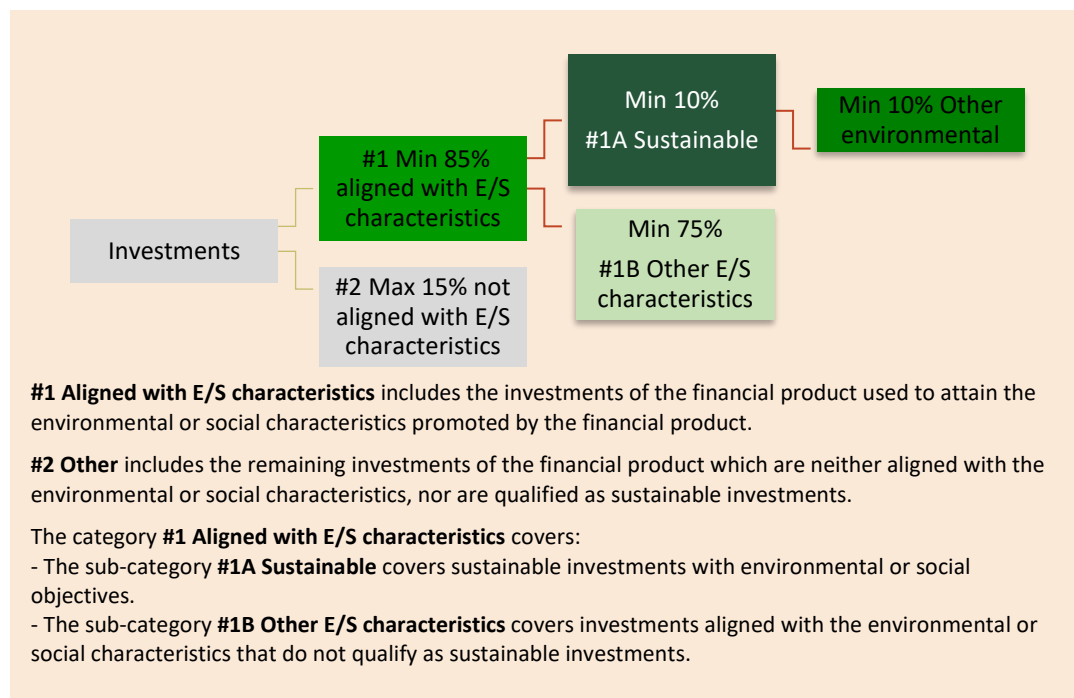 Investments
#1 Min 85%
aligned with E/S
characteristics
#2 Max 15% not
aligned with E/S
characteristics
Min 10%
#1A Sustainable
Min 75%
#1B Other E/S
characteristics
Min 10% Other
environmental
#1 Aligned with E/S characteristics includes the investments of the financial product used to attain the
environmental or social characteristics promoted by the financial product.
#2 Other includes the remaining investments of the financial product which are neither aligned with the
environmental or social characteristics, nor are qualified as sustainable investments.
The category #1 Aligned with E/S characteristics covers:
- The sub-category #1A Sustainable covers sustainable investments with environmental or social
objectives.
- The sub-category #1B Other E/S characteristics covers investments aligned with the environmental or
social characteristics that do not qualify as sustainable investments.